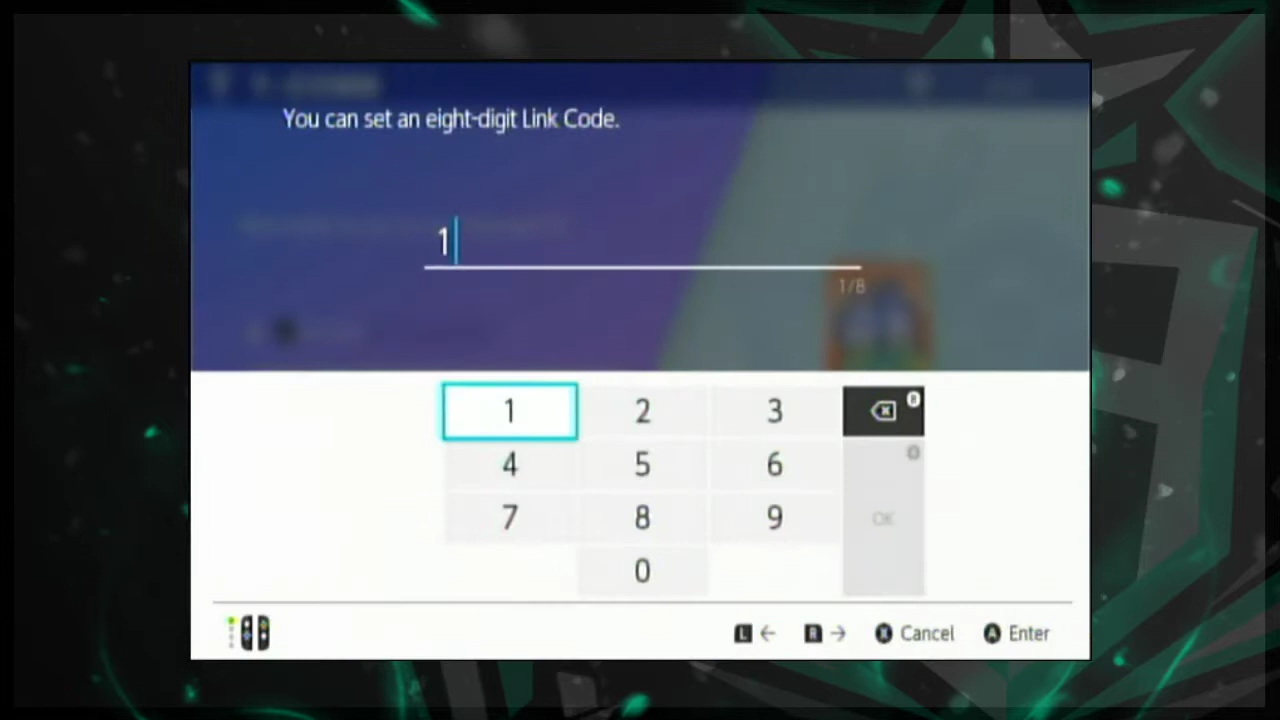 You can set an eight-digit Link Code.
1
1/8
1 2 3
4 5 6
7 8 9
OK
0
L ← R → X Cancel A Enter